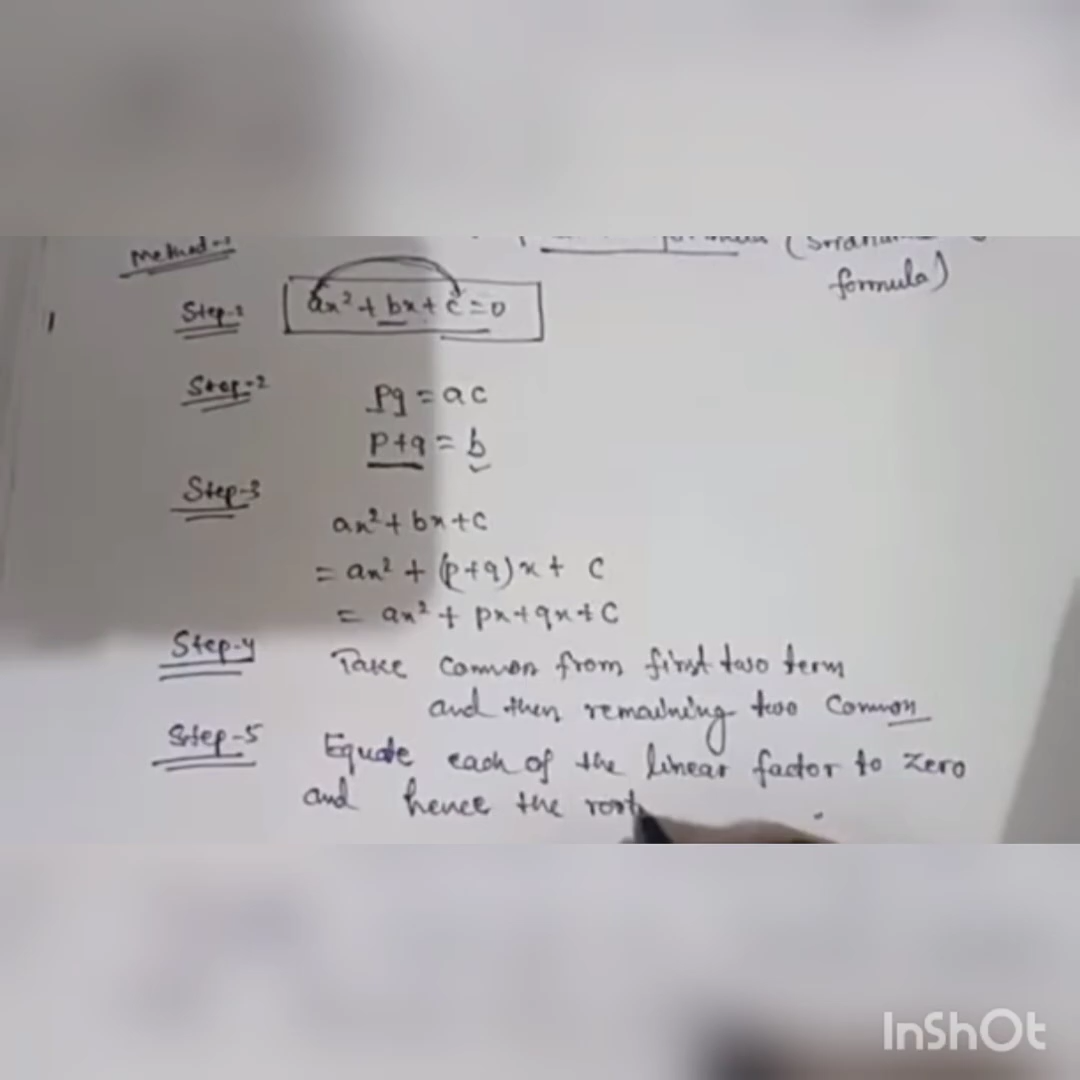 Method-1
(Sridha
formula)
Step-1 ax² + bx + c = 0
Step-2 pq = ac
p+q = b
Step-3
ax² + bx + c
= ax² + (p+q)x + c
= ax² + px + qx + c
Step-4 Take common from first two term
and then remaining two common
Step-5 Equate each of the linear factor to zero
and hence the root
InShOt